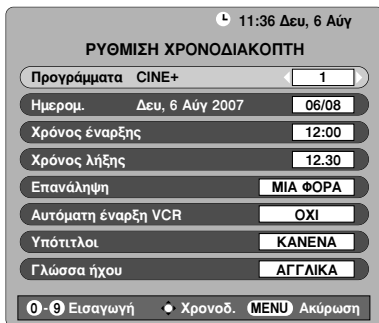 11:36 Δευ, 6 Αύγ
ΡΥΘΜΙΣΗ ΧΡΟΝΟΔΙΑΚΟΠΤΗ
Προγράμματα CINE+ 1
Ημερομ. Δευ, 6 Αύγ 2007 06/08
Χρόνος έναρξης 12:00
Χρόνος λήξης 12.30
Επανάληψη ΜΙΑ ΦΟΡΑ
Αυτόματη έναρξη VCR ΟΧΙ
Υπότιτλοι ΚΑΝΕΝΑ
Γλώσσα ήχου ΑΓΓΛΙΚΑ
0-9 Εισαγωγή Χρονοδ. MENU Ακύρωση